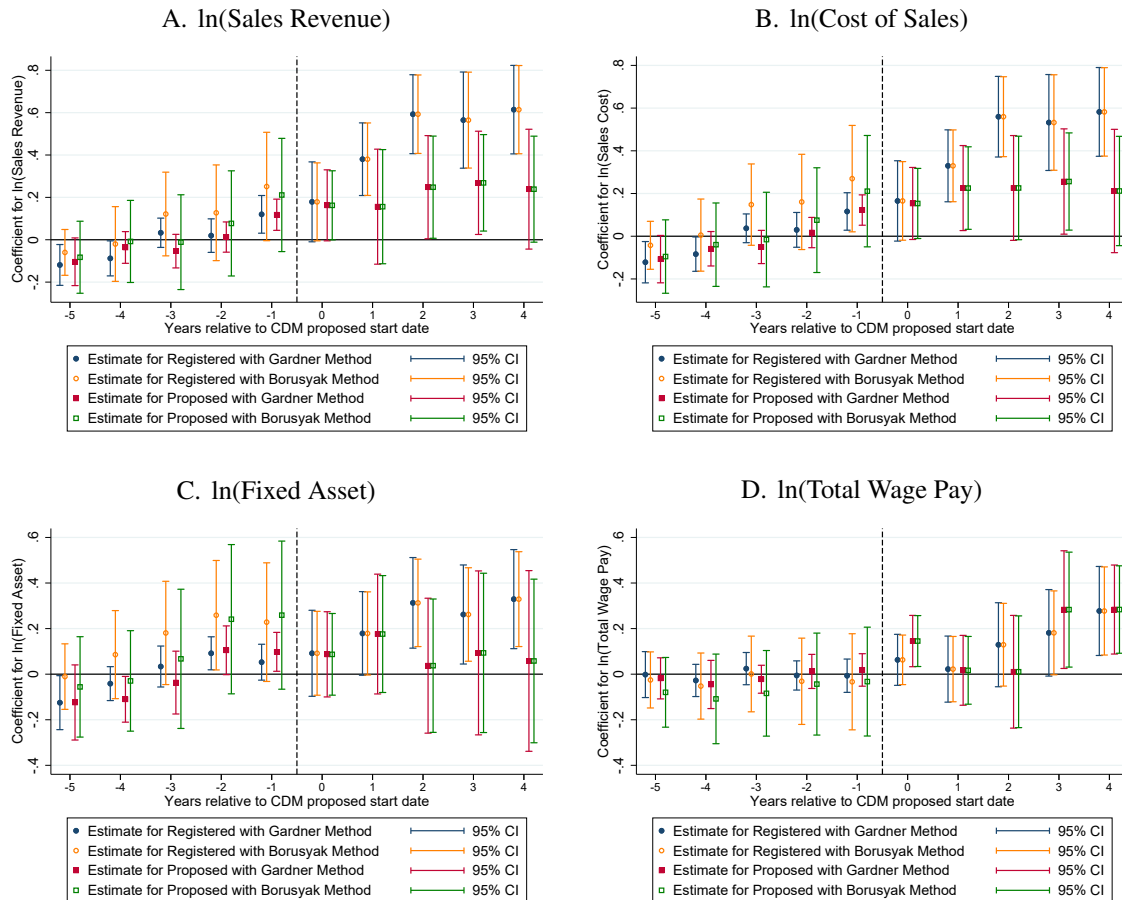 A. ln(Sales Revenue)
Coefficient for ln(Sales Revenue)
.8
.6
.4
.2
0
-.2
-5 -4 -3 -2 -1 0 1 2 3 4
Years relative to CDM proposed start date
Estimate for Registered with Gardner Method 95% CI
Estimate for Registered with Borusyak Method 95% CI
Estimate for Proposed with Gardner Method 95% CI
Estimate for Proposed with Borusyak Method 95% CI
B. ln(Cost of Sales)
Coefficient for ln(Sales Cost)
.8
.6
.4
.2
0
-.2
-5 -4 -3 -2 -1 0 1 2 3 4
Years relative to CDM proposed start date
Estimate for Registered with Gardner Method 95% CI
Estimate for Registered with Borusyak Method 95% CI
Estimate for Proposed with Gardner Method 95% CI
Estimate for Proposed with Borusyak Method 95% CI
C. ln(Fixed Asset)
Coefficient for ln(Fixed Asset)
.6
.4
.2
0
-.2
-.4
-5 -4 -3 -2 -1 0 1 2 3 4
Years relative to CDM proposed start date
Estimate for Registered with Gardner Method 95% CI
Estimate for Registered with Borusyak Method 95% CI
Estimate for Proposed with Gardner Method 95% CI
Estimate for Proposed with Borusyak Method 95% CI
D. ln(Total Wage Pay)
Coefficient for ln(Total Wage Pay)
.6
.4
.2
0
-.2
-.4
-5 -4 -3 -2 -1 0 1 2 3 4
Years relative to CDM proposed start date
Estimate for Registered with Gardner Method 95% CI
Estimate for Registered with Borusyak Method 95% CI
Estimate for Proposed with Gardner Method 95% CI
Estimate for Proposed with Borusyak Method 95% CI